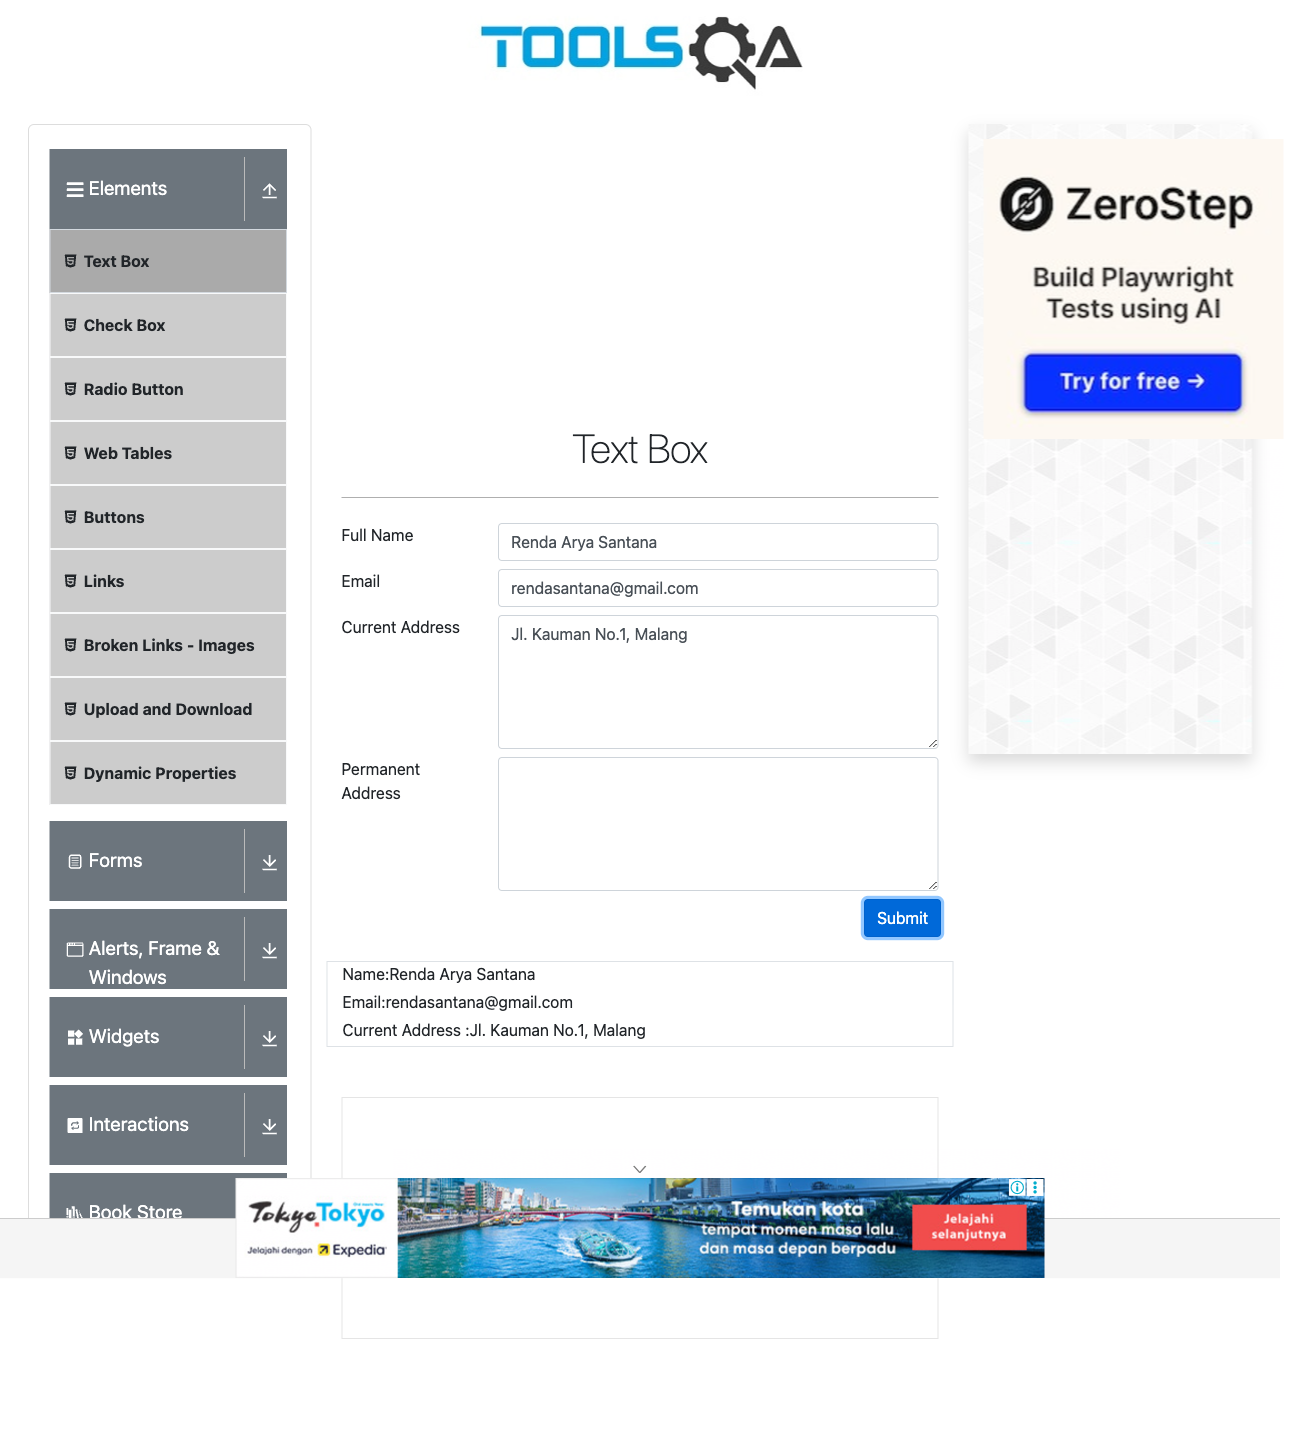 TOOLSQA
Elements
Text Box
Check Box
Radio Button
Web Tables
Buttons
Links
Broken Links - Images
Upload and Download
Dynamic Properties
Forms
Alerts, Frame &
Windows
Widgets
Interactions
Book Store
Text Box
Full Name
Renda Arya Santana
Email
rendasantana@gmail.com
Current Address
Jl. Kauman No.1, Malang
Permanent
Address
Submit
Name:Renda Arya Santana
Email:rendasantana@gmail.com
Current Address :Jl. Kauman No.1, Malang
ZeroStep
Build Playwright
Tests using AI
Try for free →
Tokyo Tokyo
Jelajahi dengan Expedia
Temukan kota
tempat momen masa lalu
dan masa depan berpadu
Jelajahi
selanjutnya